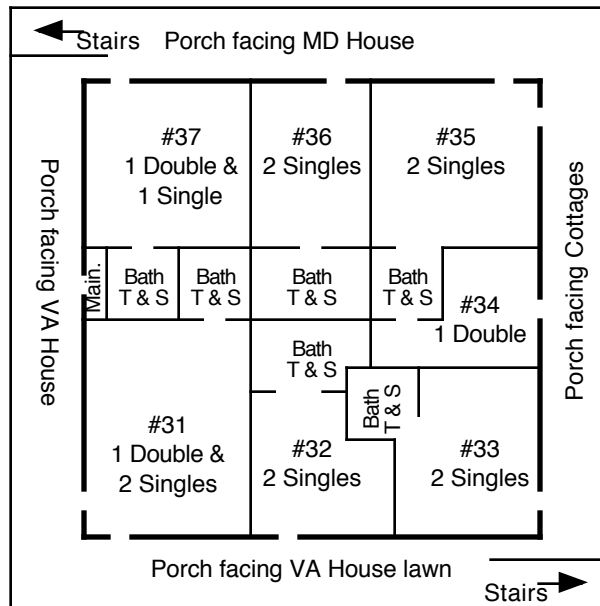 Stairs
Porch facing MD House
#37
1 Double &
1 Single
#36
2 Singles
#35
2 Singles
Porch facing VA House
Porch facing Cottages
Main.
Bath
T & S
Bath
T & S
Bath
T & S
Bath
T & S
#34
1 Double
Bath
T & S
Bath
T & S
#31
1 Double &
2 Singles
#32
2 Singles
#33
2 Singles
Porch facing VA House lawn
Stairs